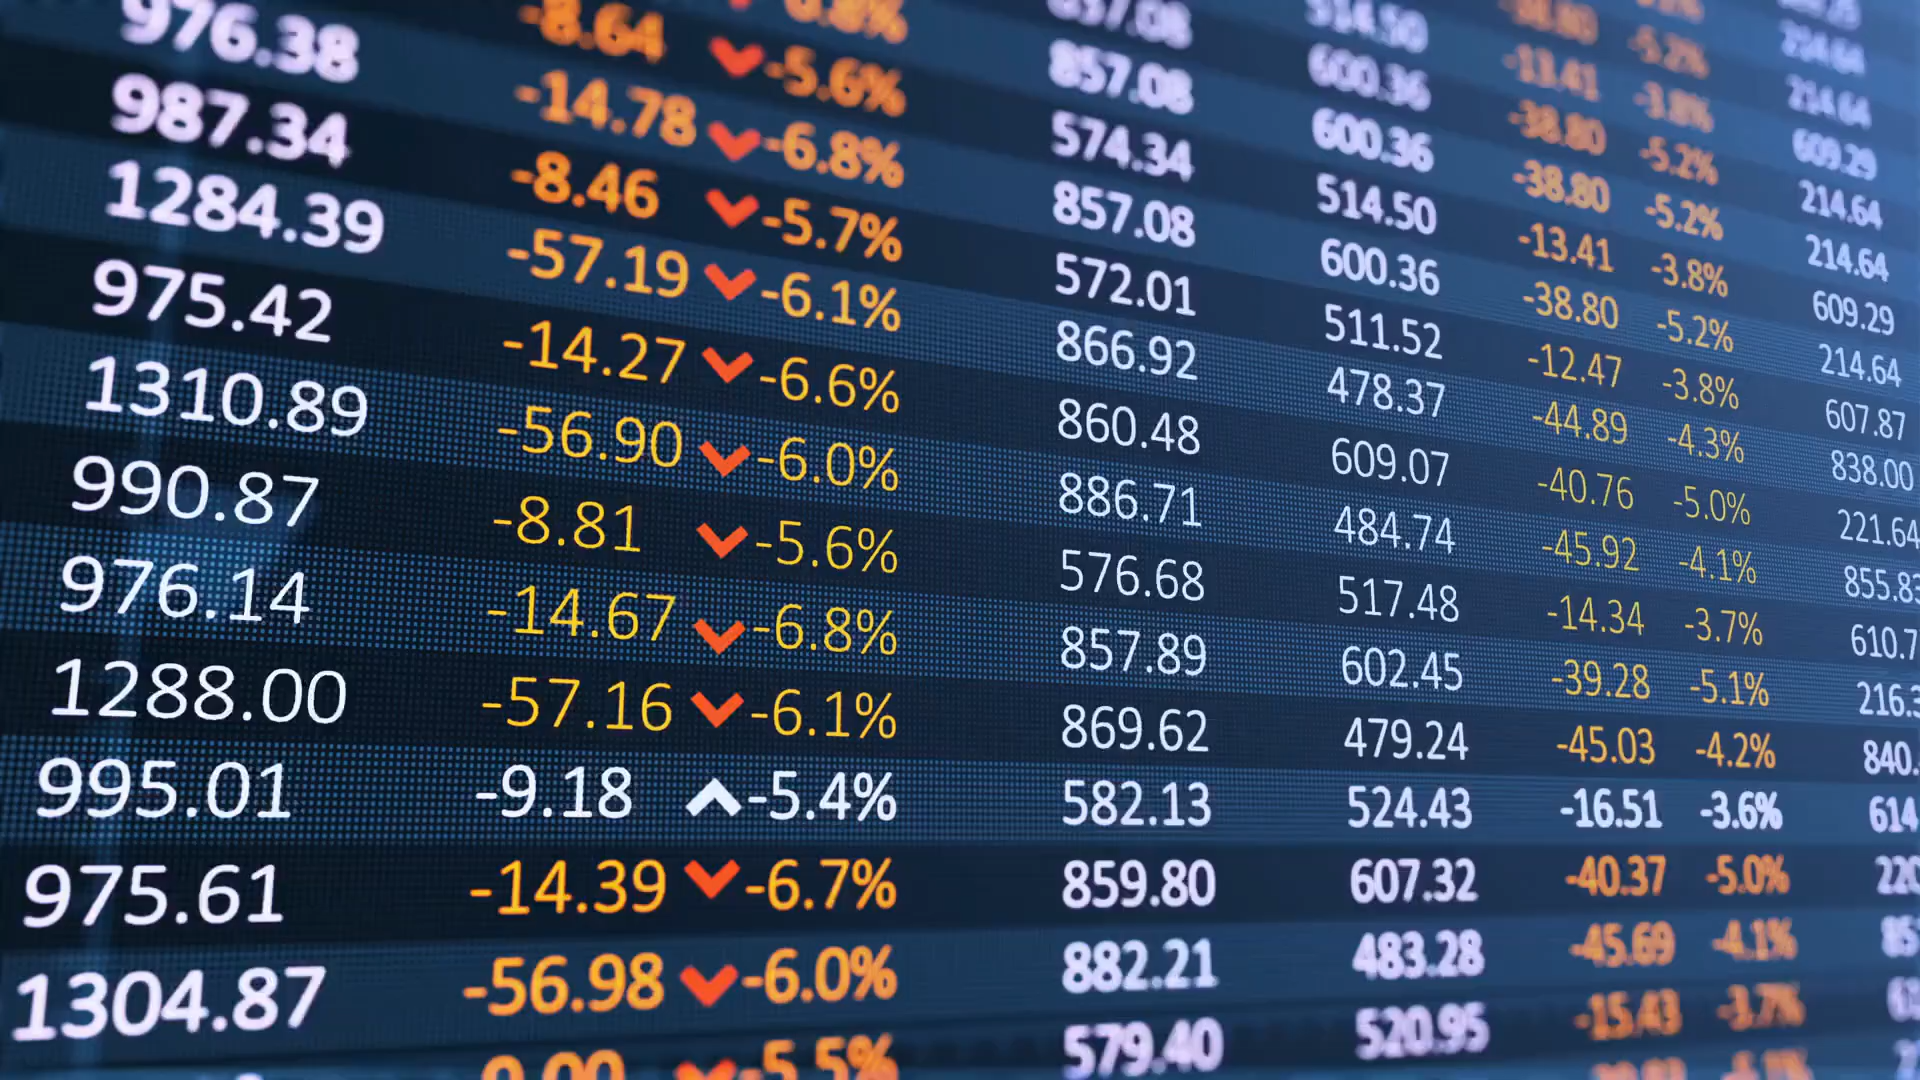 214.64
214.64
514.50 -13.41 -3.8% 609.29
600.36 -38.80 -5.2% 214.64
857.08 600.36 -38.80 -5.2% 214.64
-8.64 -5.6% 574.34 514.50 -13.41 -3.8% 609.29
976.38 -14.78 -6.8% 857.08 600.36 -38.80 -5.2% 214.64
987.34 -8.46 -5.7% 572.01 511.52 -12.47 -3.8% 607.87
1284.39 -57.19 -6.1% 866.92 478.37 -44.89 -4.3% 838.00
975.42 -14.27 -6.6% 860.48 609.07 -40.76 -5.0% 221.64
1310.89 -56.90 -6.0% 886.71 484.74 -45.92 -4.1% 855.83
990.87 -8.81 -5.6% 576.68 517.48 -14.34 -3.7% 610.7
976.14 -14.67 -6.8% 857.89 602.45 -39.28 -5.1% 216.3
1288.00 -57.16 -6.1% 869.62 479.24 -45.03 -4.2% 840.
995.01 -9.18 -5.4% 582.13 524.43 -16.51 -3.6% 614
975.61 -14.39 -6.7% 859.80 607.32 -40.37 -5.0% 220
1304.87 -56.98 -6.0% 882.21 483.28 -45.69 -4.1%
-5.5% 579.40 520.95 -15.43 -3.7%